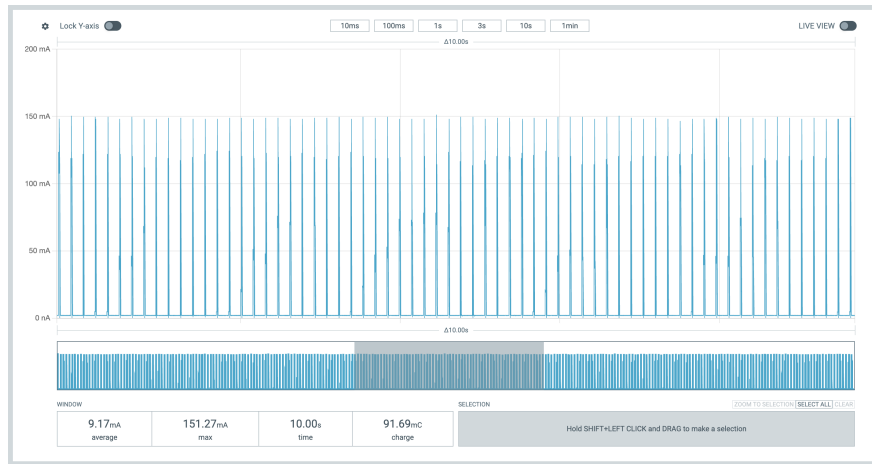 Lock Y-axis 10ms 100ms 1s 3s 10s 1min LIVE VIEW
Δ10.00s
200 mA
150 mA
100 mA
50 mA
0 nA
Δ10.00s
WINDOW SELECTION ZOOM TO SELECTION SELECT ALL CLEAR
9.17mA 151.27mA 10.00s 91.69mC
average max time charge
Hold SHIFT+LEFT CLICK and DRAG to make a selection